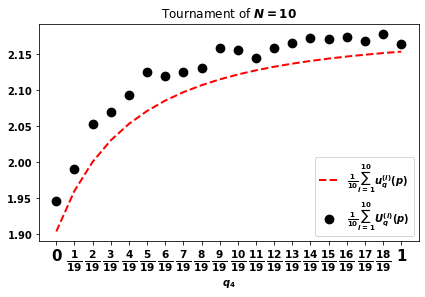 Tournament of N = 10
2.15
2.10
2.05
2.00
1.95
1.90
1/10 ∑_{i=1}^{10} u_q^{(i)}(p)
1/10 ∑_{i=1}^{10} U_q^{(i)}(p)
0 1/19 2/19 3/19 4/19 5/19 6/19 7/19 8/19 9/19 10/19 11/19 12/19 13/19 14/19 15/19 16/19 17/19 18/19 1
q₄